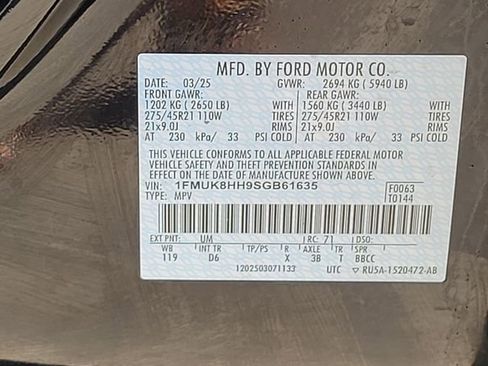 MFD. BY FORD MOTOR CO.
DATE: 03/25 GVWR: 2694 KG ( 5940 LB)
FRONT GAWR: REAR GAWR:
1202 KG ( 2650 LB) WITH 1560 KG ( 3440 LB) WITH
275/45R21 110W TIRES 275/45R21 110W TIRES
21x9.0J RIMS 21x9.0J RIMS
AT 230 kPa/ 33 PSI COLD AT 230 kPa/ 33 PSI COLD
THIS VEHICLE CONFORMS TO ALL APPLICABLE FEDERAL MOTOR
VEHICLE SAFETY AND THEFT PREVENTION STANDARDS IN
EFFECT ON THE DATE OF MANUFACTURE SHOWN ABOVE.
VIN: 1FMUK8HH9SGB61635 F0063
TYPE: MPV T0144
EXT PNT: UM RC: 71 DSO:
WB INT TR TP/PS R AXLE TR SPR
119 D6 X 3B T BBCC
1202503071133 UTC ▽ RU5A-1520472-AB